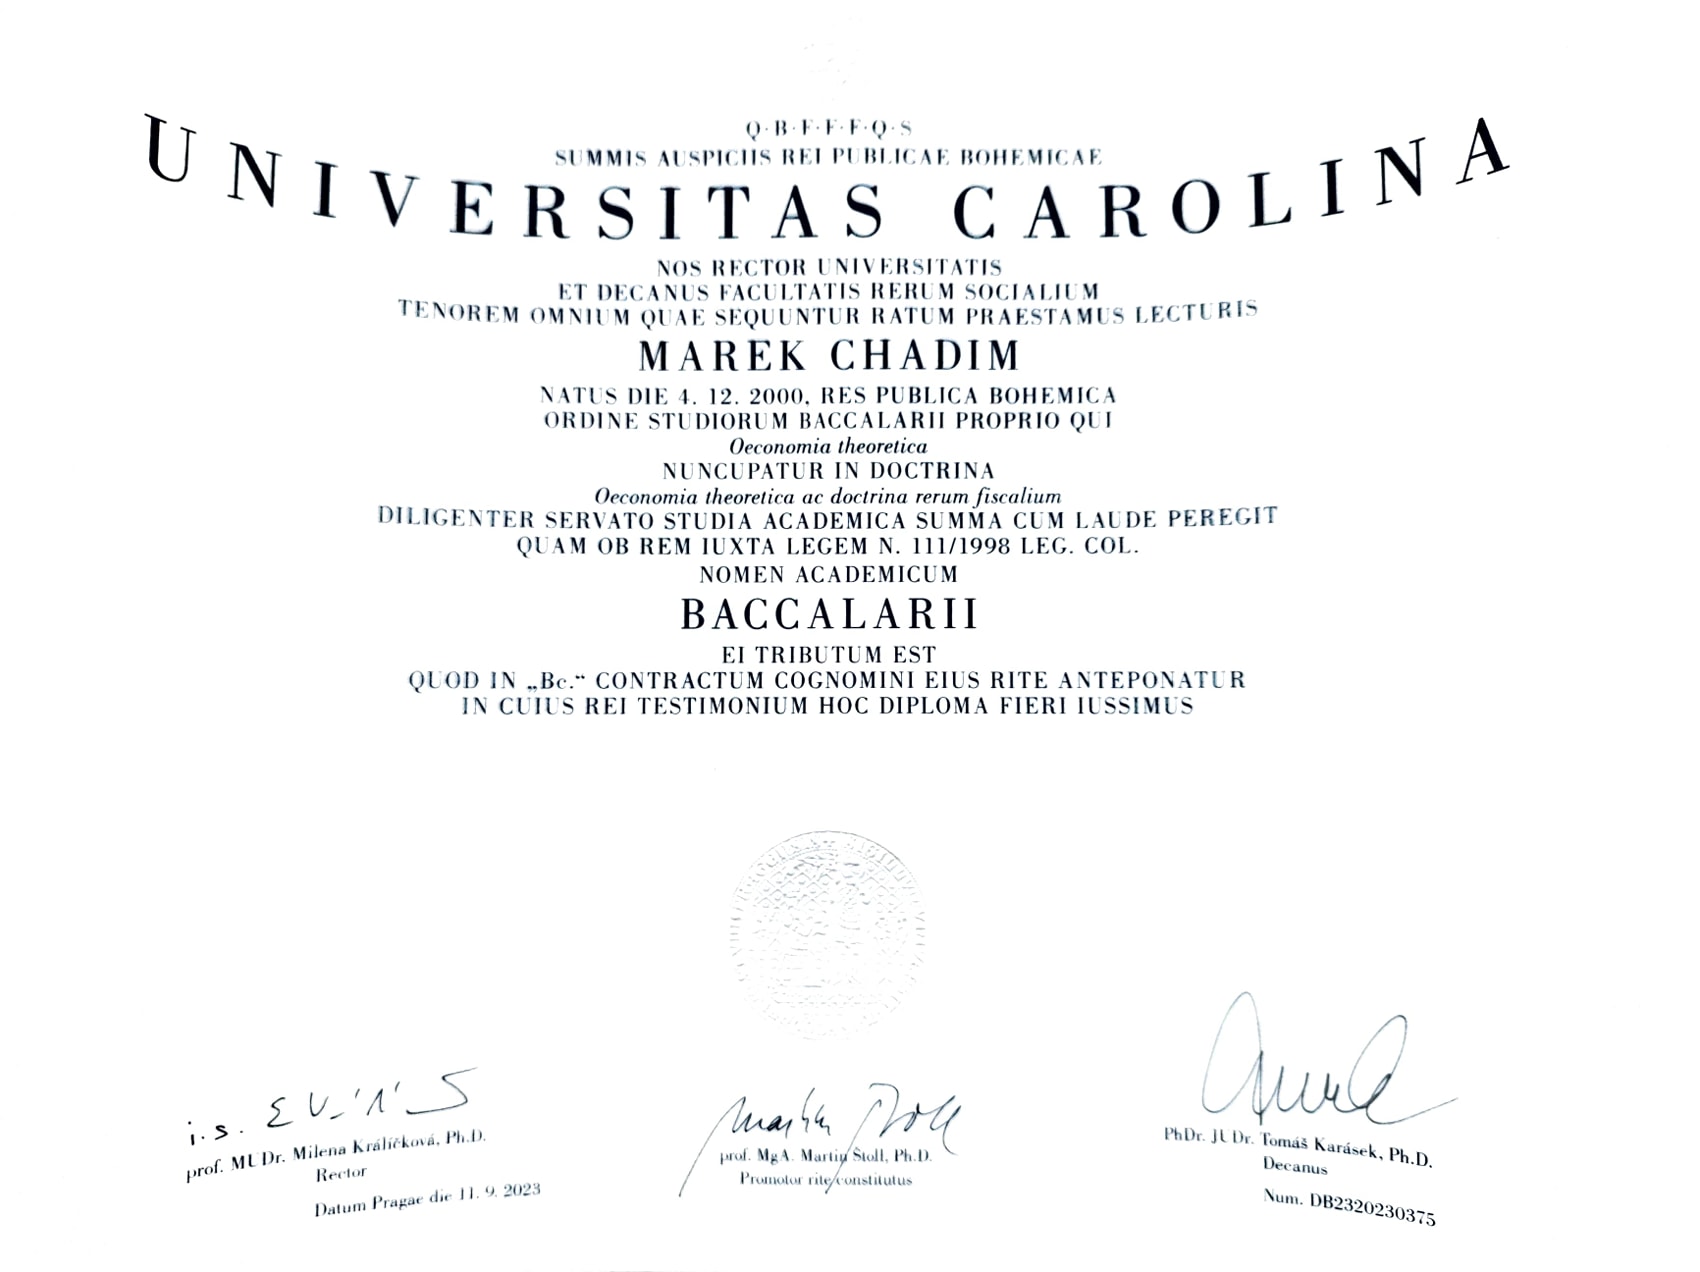 Q·B·F·F·F·Q·S
SUMMIS AUSPICIIS REI PUBLICAE BOHEMICAE
UNIVERSITAS CAROLINA
NOS RECTOR UNIVERSITATIS
ET DECANUS FACULTATIS RERUM SOCIALIUM
TENOREM OMNIUM QUAE SEQUUNTUR RATUM PRAESTAMUS LECTURIS
MAREK CHADIM
NATUS DIE 4. 12. 2000, RES PUBLICA BOHEMICA
ORDINE STUDIORUM BACCALARII PROPRIO QUI
Oeconomia theoretica
NUNCUPATUR IN DOCTRINA
Oeconomia theoretica ac doctrina rerum fiscalium
DILIGENTER SERVATO STUDIA ACADEMICA SUMMA CUM LAUDE PEREGIT
QUAM OB REM IUXTA LEGEM N. 111/1998 LEG. COL.
NOMEN ACADEMICUM
BACCALARII
EI TRIBUTUM EST
QUOD IN „Bc.“ CONTRACTUM COGNOMINI EIUS RITE ANTEPONATUR
IN CUIUS REI TESTIMONIUM HOC DIPLOMA FIERI IUSSIMUS
i.s.
prof. MUDr. Milena Králíčková, Ph.D.
Rector
Datum Pragae die 11. 9. 2023
Martin Štoll
prof. MgA. Martin Štoll, Ph.D.
Promotor rite constitutus
PhDr. JUDr. Tomáš Karásek, Ph.D.
Decanus
Num. DB2320230375